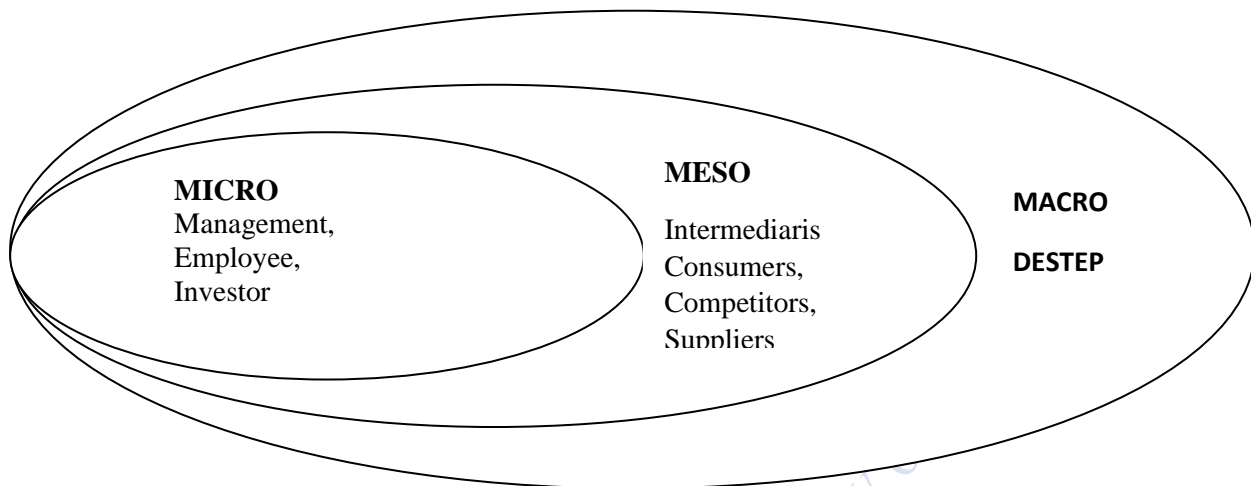 MICRO
Management,
Employee,
Investor
MESO
Intermediaris
Consumers,
Competitors,
Suppliers
MACRO
DESTEP